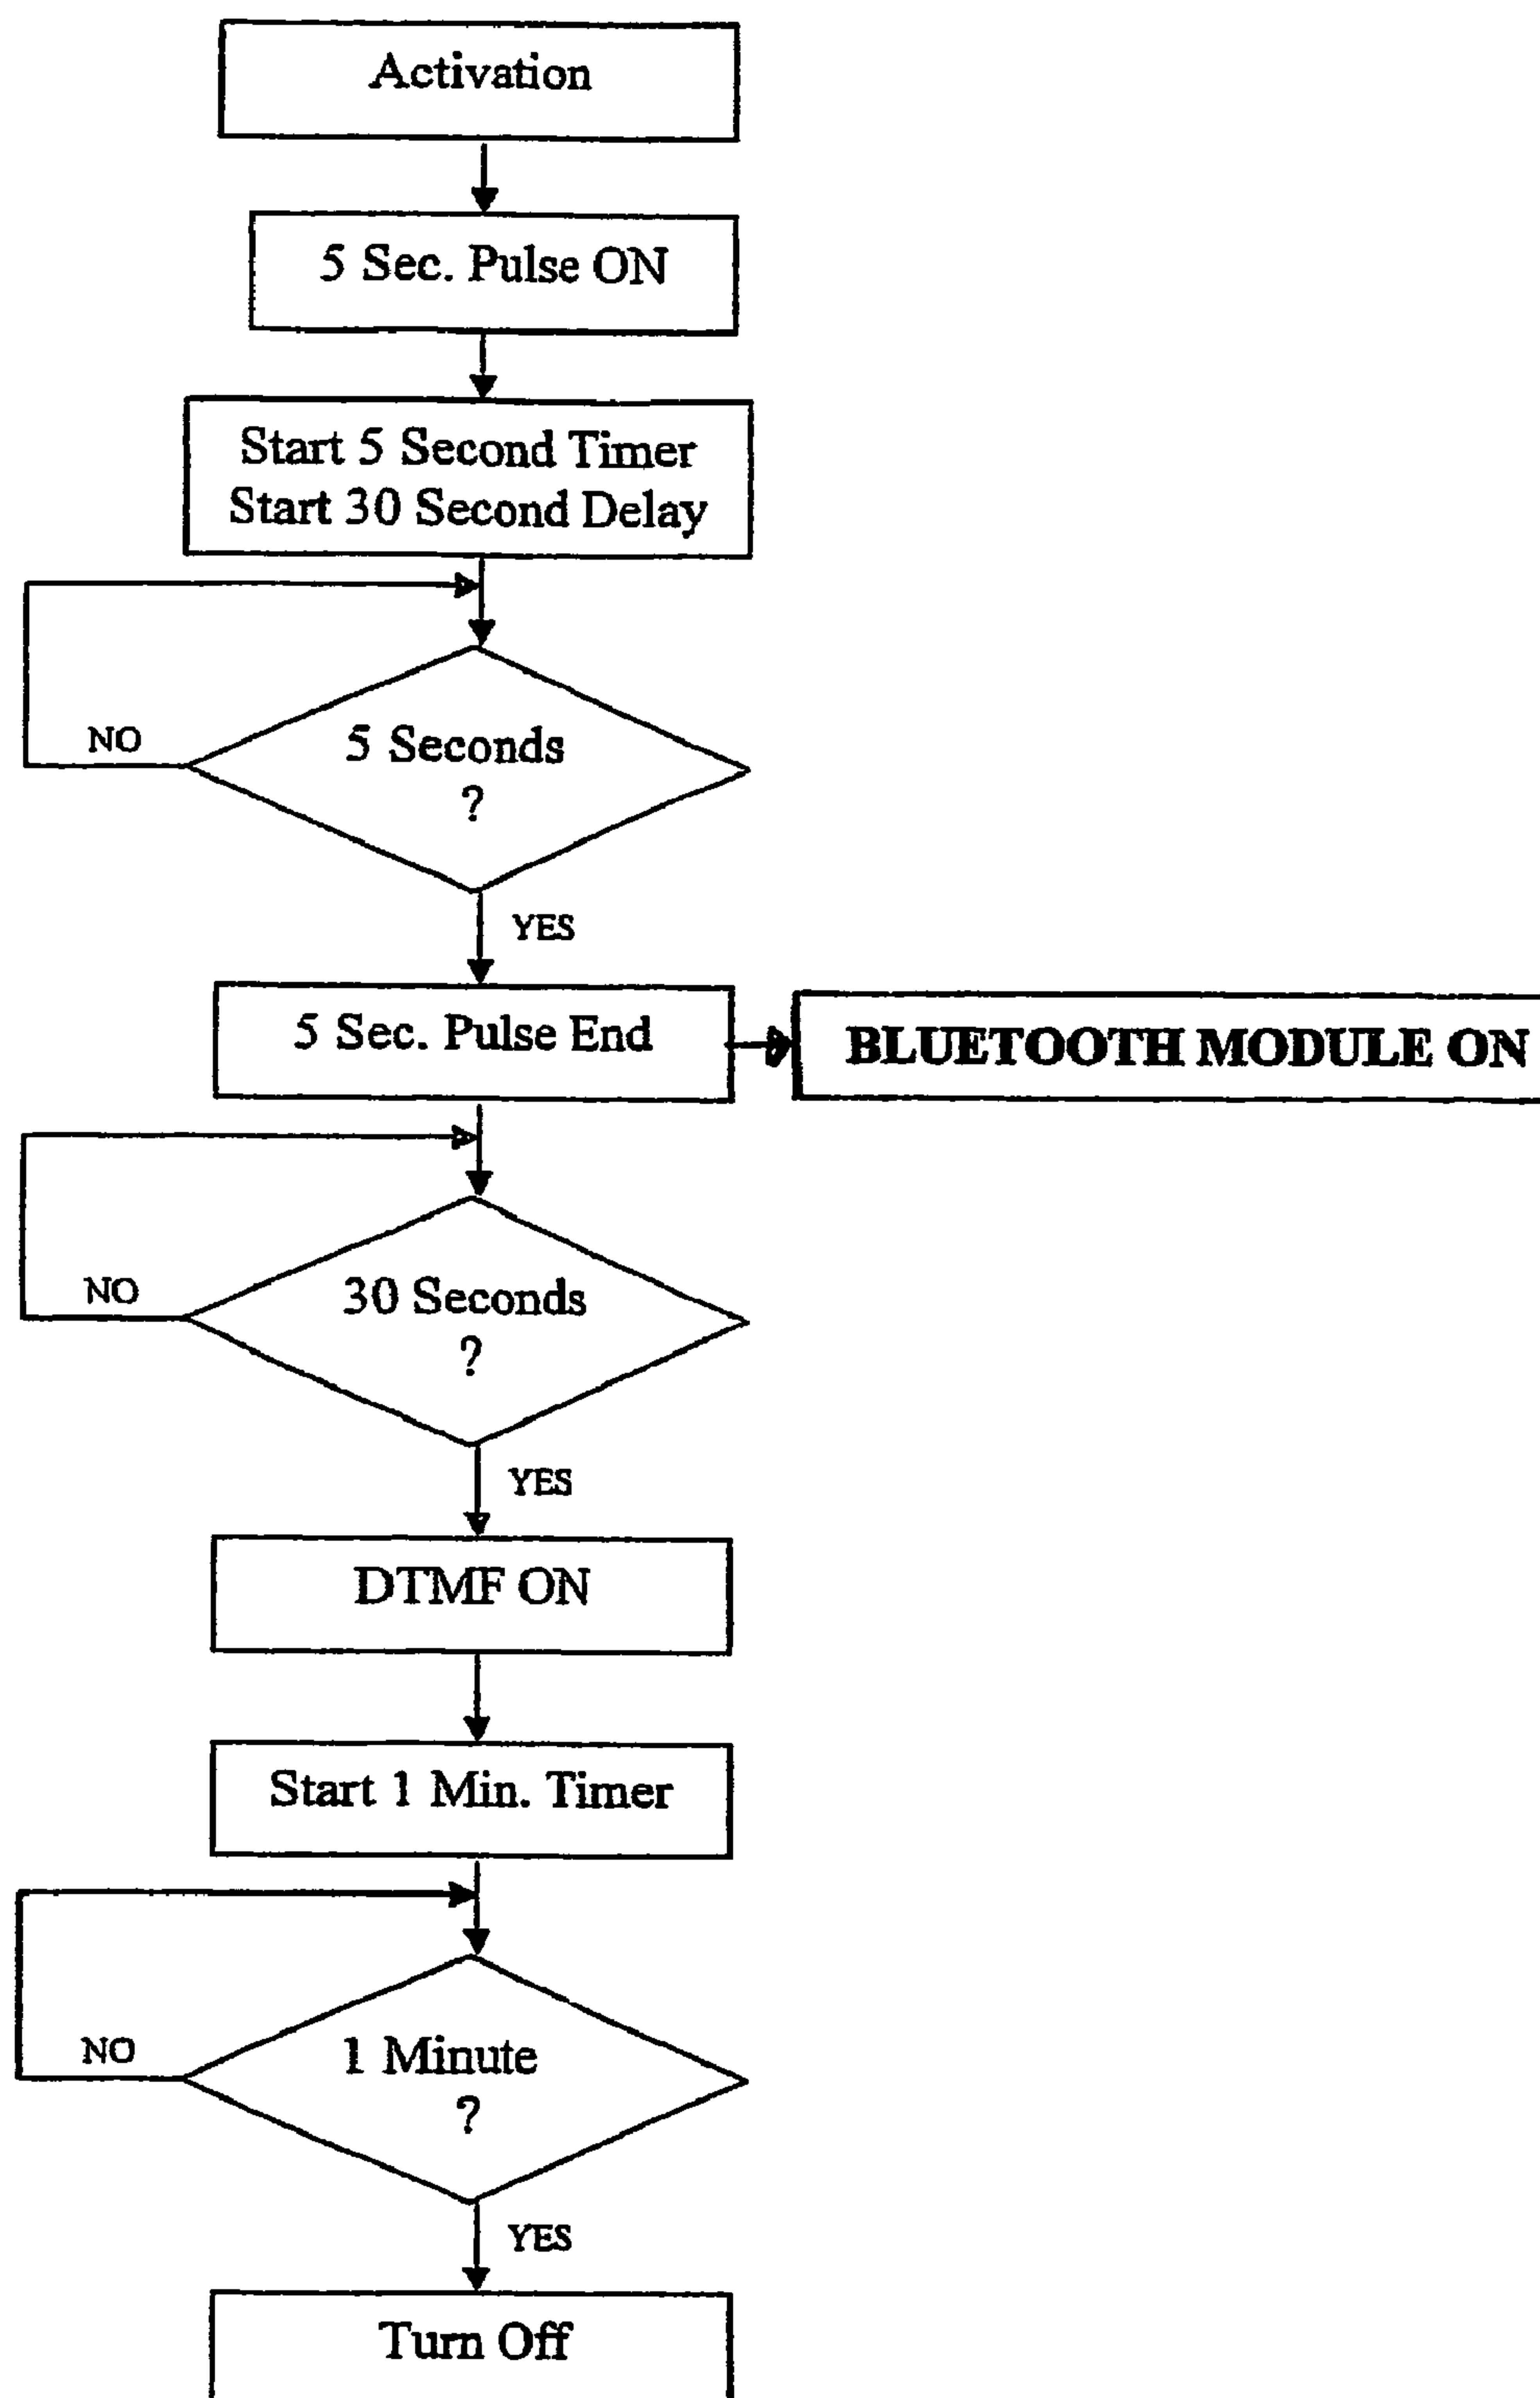 Activation
5 Sec. Pulse ON
Start 5 Second Timer
Start 30 Second Delay
5 Seconds
?
NO
YES
5 Sec. Pulse End
BLUETOOTH MODULE ON
30 Seconds
?
NO
YES
DTMF ON
Start 1 Min. Timer
1 Minute
?
NO
YES
Turn Off